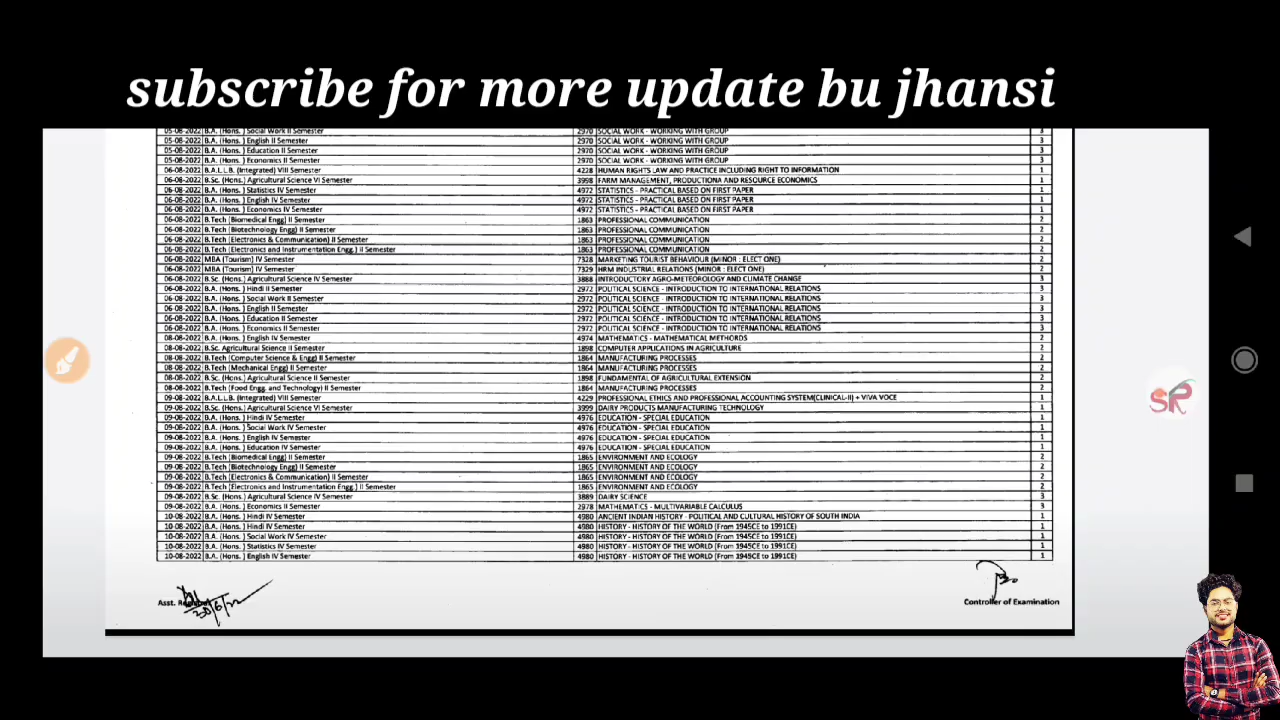 subscribe for more update bu jhansi
05-08-2022 B.A. (Hons. ) Social Work II Semester 2970 SOCIAL WORK - WORKING WITH GROUP 3
05-08-2022 B.A. (Hons. ) English II Semester 2970 SOCIAL WORK - WORKING WITH GROUP 3
05-08-2022 B.A. (Hons. ) Education II Semester 2970 SOCIAL WORK - WORKING WITH GROUP 3
05-08-2022 B.A. (Hons. ) Economics II Semester 2970 SOCIAL WORK - WORKING WITH GROUP 3
06-08-2022 B.A.L.L.B. (Integrated) VIII Semester 4228 HUMAN RIGHTS LAW AND PRACTICE INCLUDING RIGHT TO INFORMATION 1
06-08-2022 B.Sc. (Hons.) Agricultural Science VI Semester 3998 FARM MANAGEMENT, PRODUCTIONA AND RESOURCE ECONOMICS 1
06-08-2022 B.A. (Hons. ) Statistics IV Semester 4972 STATISTICS - PRACTICAL BASED ON FIRST PAPER 1
06-08-2022 B.A. (Hons. ) English IV Semester 4972 STATISTICS - PRACTICAL BASED ON FIRST PAPER 1
06-08-2022 B.A. (Hons. ) Economics IV Semester 4972 STATISTICS - PRACTICAL BASED ON FIRST PAPER 1
06-08-2022 B.Tech (Biomedical Engg) II Semester 1863 PROFESSIONAL COMMUNICATION 2
06-08-2022 B.Tech (Biotechnology Engg) II Semester 1863 PROFESSIONAL COMMUNICATION 2
06-08-2022 B.Tech (Electronics & Communication) II Semester 1863 PROFESSIONAL COMMUNICATION 2
06-08-2022 B.Tech (Electronics and Instrumentation Engg.) II Semester 1863 PROFESSIONAL COMMUNICATION 2
06-08-2022 MBA (Tourism) IV Semester 7328 MARKETING TOURIST BEHAVIOUR (MINOR : ELECT ONE) 2
06-08-2022 MBA (Tourism) IV Semester 7329 HRM INDUSTRIAL RELATIONS (MINOR : ELECT ONE) 2
06-08-2022 B.Sc. (Hons.) Agricultural Science IV Semester 3888 INTRODUCTORY AGRO-METEOROLOGY AND CLIMATE CHANGE 3
06-08-2022 B.A. (Hons. ) Hindi II Semester 2972 POLITICAL SCIENCE - INTRODUCTION TO INTERNATIONAL RELATIONS 3
06-08-2022 B.A. (Hons. ) Social Work II Semester 2972 POLITICAL SCIENCE - INTRODUCTION TO INTERNATIONAL RELATIONS 3
06-08-2022 B.A. (Hons. ) English II Semester 2972 POLITICAL SCIENCE - INTRODUCTION TO INTERNATIONAL RELATIONS 3
06-08-2022 B.A. (Hons. ) Education II Semester 2972 POLITICAL SCIENCE - INTRODUCTION TO INTERNATIONAL RELATIONS 3
06-08-2022 B.A. (Hons. ) Economics II Semester 2972 POLITICAL SCIENCE - INTRODUCTION TO INTERNATIONAL RELATIONS 3
08-08-2022 B.A. (Hons. ) English IV Semester 4974 MATHEMATICS - MATHEMATICAL METHORDS 2
08-08-2022 B.Sc. Agricultural Science II Semester 1898 COMPUTER APPLICATIONS IN AGRICULTURE 2
08-08-2022 B.Tech (Computer Science & Engg) II Semester 1864 MANUFACTURING PROCESSES 2
08-08-2022 B.Tech (Mechanical Engg) II Semester 1864 MANUFACTURING PROCESSES 2
08-08-2022 B.Sc. (Hons.) Agricultural Science II Semester 1898 FUNDAMENTAL OF AGRICULTURAL EXTENSION 2
08-08-2022 B.Tech (Food Engg. and Technology) II Semester 1864 MANUFACTURING PROCESSES 2
09-08-2022 B.A.L.L.B. (Integrated) VIII Semester 4229 PROFESSIONAL ETHICS AND PROFESSIONAL ACCOUNTING SYSTEM(CLINICAL-II) + VIVA VOCE 1
09-08-2022 B.Sc. (Hons.) Agricultural Science VI Semester 3999 DAIRY PRODUCTS MANUFACTURING TECHNOLOGY 1
09-08-2022 B.A. (Hons. ) Hindi IV Semester 4976 EDUCATION - SPECIAL EDUCATION 1
09-08-2022 B.A. (Hons. ) Social Work IV Semester 4976 EDUCATION - SPECIAL EDUCATION 1
09-08-2022 B.A. (Hons. ) English IV Semester 4976 EDUCATION - SPECIAL EDUCATION 1
09-08-2022 B.A. (Hons. ) Education IV Semester 4976 EDUCATION - SPECIAL EDUCATION 1
09-08-2022 B.Tech (Biomedical Engg) II Semester 1865 ENVIRONMENT AND ECOLOGY 2
09-08-2022 B.Tech (Biotechnology Engg) II Semester 1865 ENVIRONMENT AND ECOLOGY 2
09-08-2022 B.Tech (Electronics & Communication) II Semester 1865 ENVIRONMENT AND ECOLOGY 2
09-08-2022 B.Tech (Electronics and Instrumentation Engg.) II Semester 1865 ENVIRONMENT AND ECOLOGY 2
09-08-2022 B.Sc. (Hons.) Agricultural Science IV Semester 3889 DAIRY SCIENCE 3
09-08-2022 B.A. (Hons. ) Economics II Semester 2978 MATHEMATICS - MULTIVARIABLE CALCULUS 3
10-08-2022 B.A. (Hons. ) Hindi IV Semester 4980 ANCIENT INDIAN HISTORY - POLITICAL AND CULTURAL HISTORY OF SOUTH INDIA 1
10-08-2022 B.A. (Hons. ) Hindi IV Semester 4980 HISTORY - HISTORY OF THE WORLD (From 1945CE to 1991CE) 1
10-08-2022 B.A. (Hons. ) Social Work IV Semester 4980 HISTORY - HISTORY OF THE WORLD (From 1945CE to 1991CE) 1
10-08-2022 B.A. (Hons. ) Statistics IV Semester 4980 HISTORY - HISTORY OF THE WORLD (From 1945CE to 1991CE) 1
10-08-2022 B.A. (Hons. ) English IV Semester 4980 HISTORY - HISTORY OF THE WORLD (From 1945CE to 1991CE) 1
Asst. 30/6/22 Controller of Examination
SR